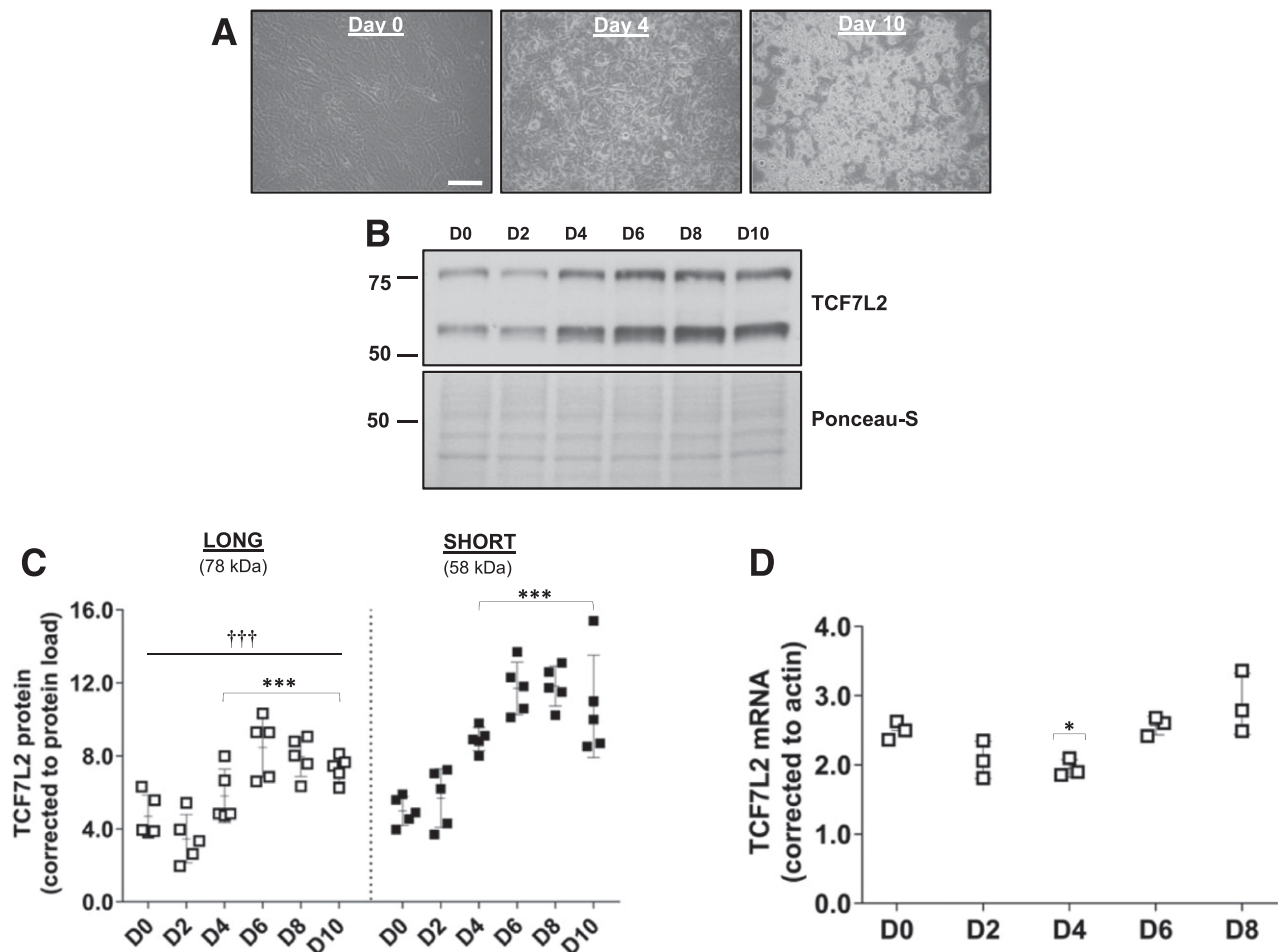 A
Day 0
Day 4
Day 10
B
D0 D2 D4 D6 D8 D10
75
50
TCF7L2
50
Ponceau-S
C
LONG
(78 kDa)
SHORT
(58 kDa)
TCF7L2 protein
(corrected to protein load)
16.0
12.0
8.0
4.0
0.0
†††
***
***
D0 D2 D4 D6 D8 D10
D0 D2 D4 D6 D8 D10
D
TCF7L2 mRNA
(corrected to actin)
4.0
3.0
2.0
1.0
0.0
*
D0 D2 D4 D6 D8